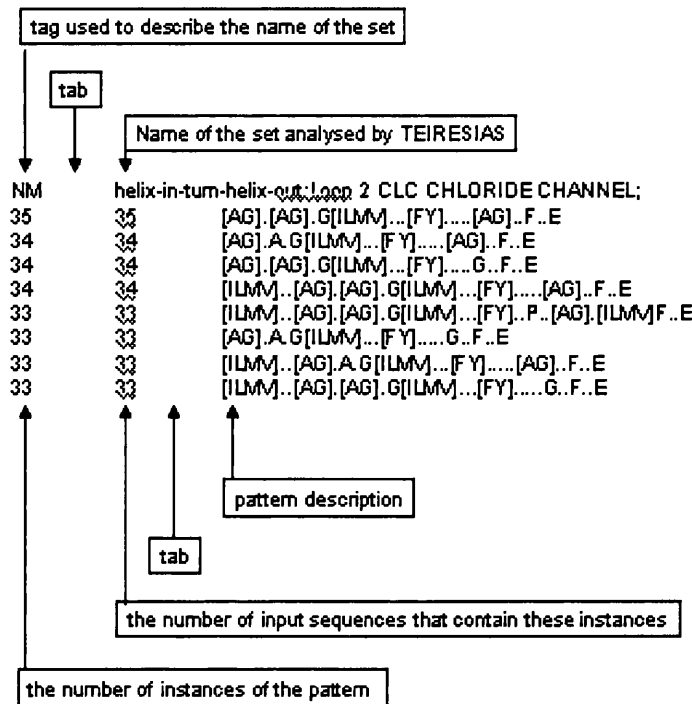 tag used to describe the name of the set
tab
Name of the set analysed by TEIRESIAS
NM helix-in-turn-helix-out:Loop 2 CLC CHLORIDE CHANNEL;
35 35 [AG].[AG].G[ILMV]...[FY].....[AG]..F..E
34 34 [AG].A.G[ILMV]...[FY].....[AG]..F..E
34 34 [AG].[AG].G[ILMV]...[FY].....G..F..E
34 34 [ILMV]..[AG].[AG].G[ILMV]...[FY].....[AG]..F..E
33 33 [AG].[AG].G[ILMV]...[FY]..P..[AG].[ILMV]F..E
33 33 [AG].A.G[ILMV]...[FY].....G..F..E
33 33 [ILMV]..[AG].A.G[ILMV]...[FY].....[AG]..F..E
33 33 [ILMV]..[AG].[AG].G[ILMV]...[FY].....G..F..E
pattern description
tab
the number of input sequences that contain these instances
the number of instances of the pattern